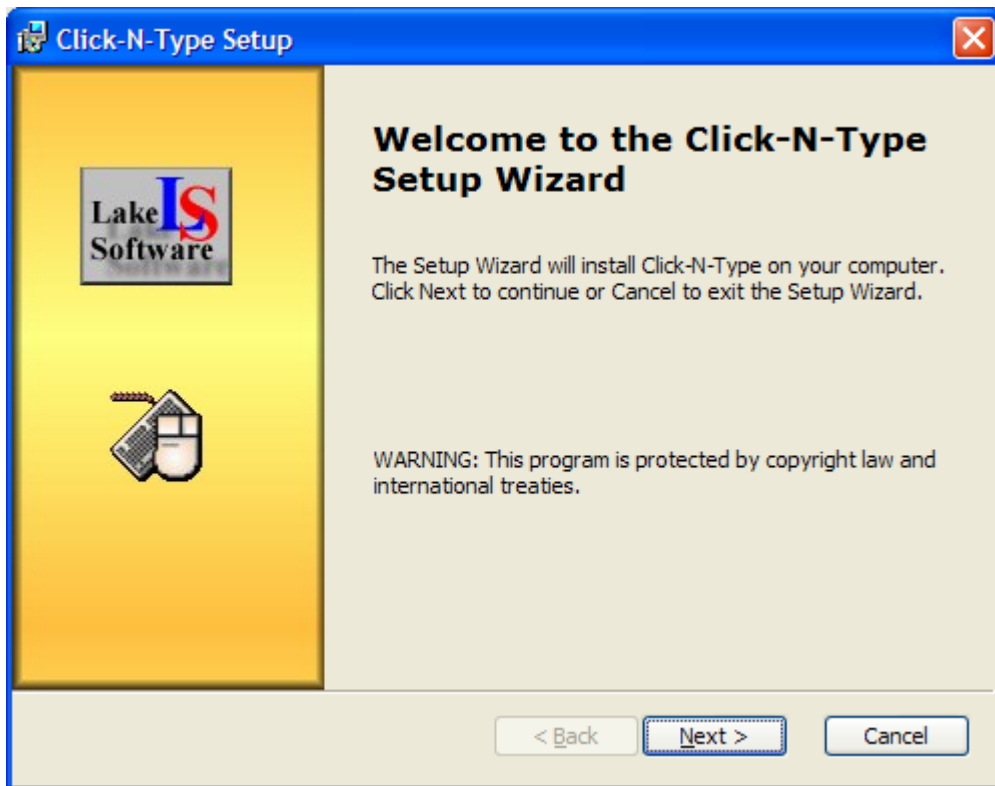 Click-N-Type Setup
Lake LS
Software
Welcome to the Click-N-Type
Setup Wizard
The Setup Wizard will install Click-N-Type on your computer.
Click Next to continue or Cancel to exit the Setup Wizard.
WARNING: This program is protected by copyright law and
international treaties.
< Back
Next >
Cancel